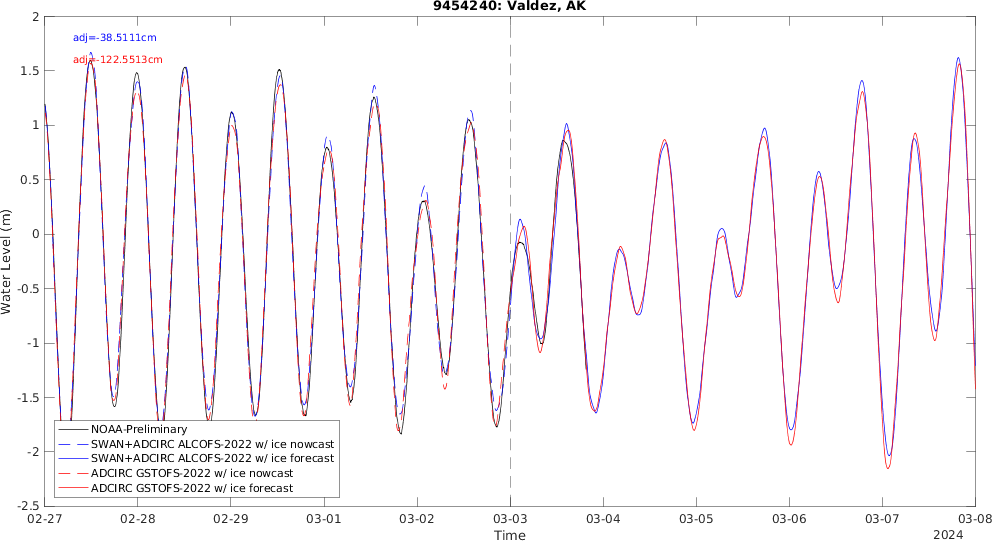 9454240: Valdez, AK
adj=-38.5111cm
adj=-122.5513cm
Water Level (m)
2
1.5
1
0.5
0
-0.5
-1
-1.5
-2
-2.5
NOAA-Preliminary
SWAN+ADCIRC ALCOFS-2022 w/ ice nowcast
SWAN+ADCIRC ALCOFS-2022 w/ ice forecast
ADCIRC GSTOFS-2022 w/ ice nowcast
ADCIRC GSTOFS-2022 w/ ice forecast
02-27 02-28 02-29 03-01 03-02 03-03 03-04 03-05 03-06 03-07 03-08
Time
2024